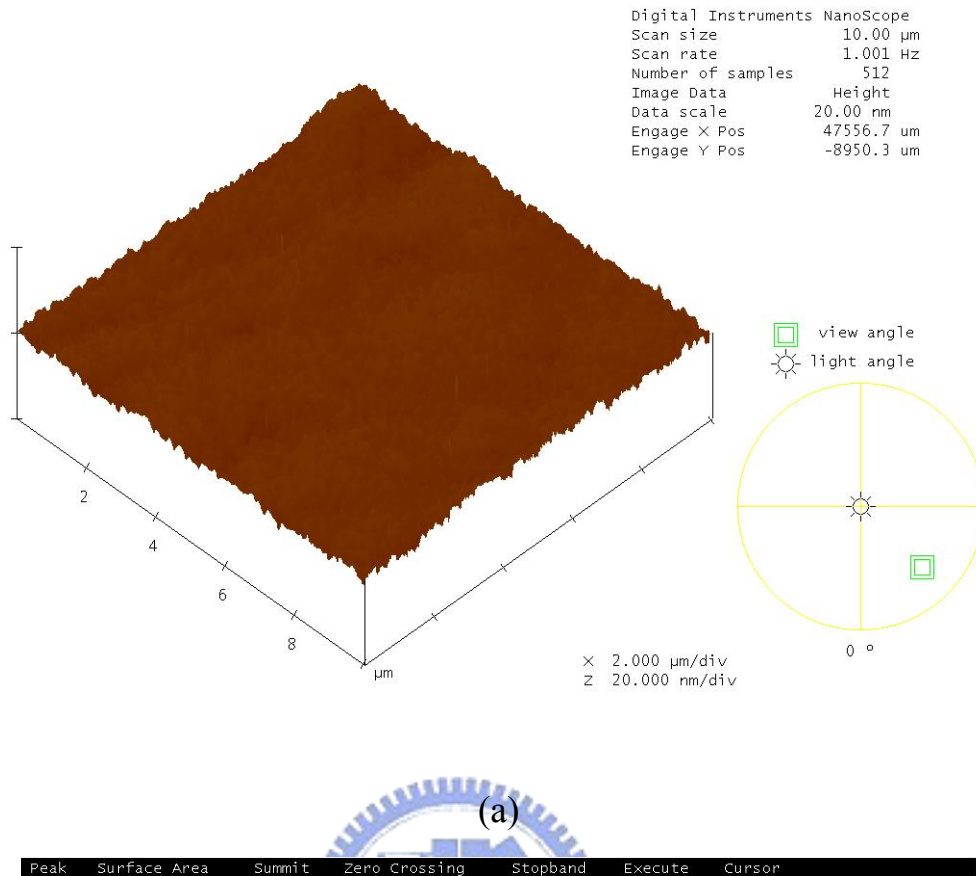 Digital Instruments NanoScope
Scan size 10.00 µm
Scan rate 1.001 Hz
Number of samples 512
Image Data Height
Data scale 20.00 nm
Engage X Pos 47556.7 um
Engage Y Pos -8950.3 um
view angle
light angle
2
4
6
8
µm
X 2.000 µm/div
Z 20.000 nm/div
0 º
(a)
Peak Surface Area Summit Zero Crossing Stopband Execute Cursor